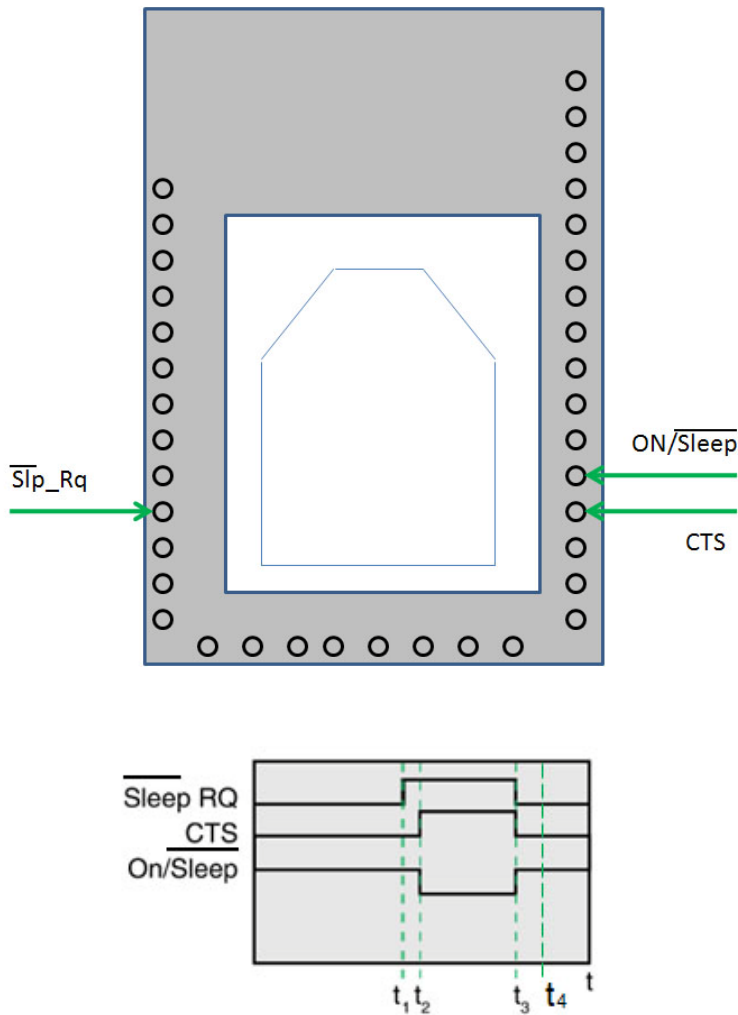 ON/Sleep
Slp_Rq
CTS
Sleep RQ
CTS
On/Sleep
t1 t2 t3 t4 t